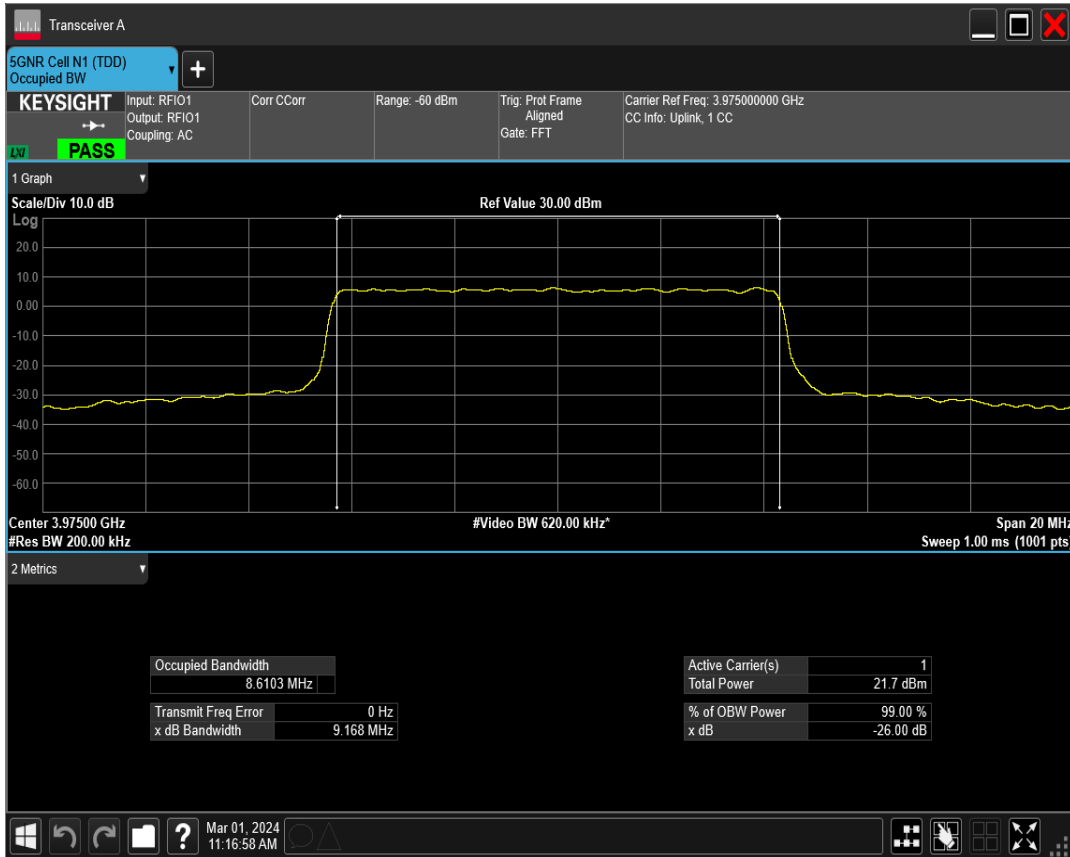 Transceiver A
5GNR Cell N1 (TDD)
Occupied BW
+
KEYSIGHT
LXI
PASS
Input: RFIO1
Output: RFIO1
Coupling: AC
Corr CCorr
Range: -60 dBm
Trig: Prot Frame
Aligned
Gate: FFT
Carrier Ref Freq: 3.975000000 GHz
CC Info: Uplink, 1 CC
1 Graph
Scale/Div 10.0 dB
Ref Value 30.00 dBm
Log
20.0
10.0
0.00
-10.0
-20.0
-30.0
-40.0
-50.0
-60.0
Center 3.97500 GHz
#Video BW 620.00 kHz*
Span 20 MHz
#Res BW 200.00 kHz
Sweep 1.00 ms (1001 pts)
2 Metrics
Occupied Bandwidth
8.6103 MHz
Transmit Freq Error 0 Hz
x dB Bandwidth 9.168 MHz
Active Carrier(s) 1
Total Power 21.7 dBm
% of OBW Power 99.00 %
x dB -26.00 dB
?
Mar 01, 2024
11:16:58 AM